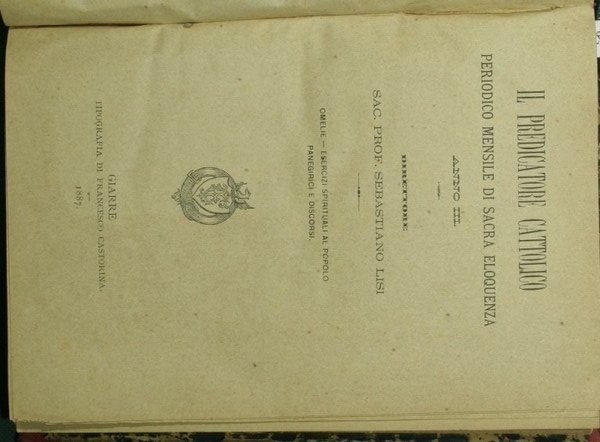 IL PREDICATORE CATTOLICO
PERIODICO MENSILE DI SACRA ELOQUENZA
ANNO III.
DIRETTORE
SAC. PROF. SEBASTIANO LISI
OMELIE — ESERCIZI SPIRITUALI AL POPOLO
PANEGIRICI E DISCORSI.
GIARRE
TIPOGRAFIA DI FRANCESCO CASTORINA.
1887.